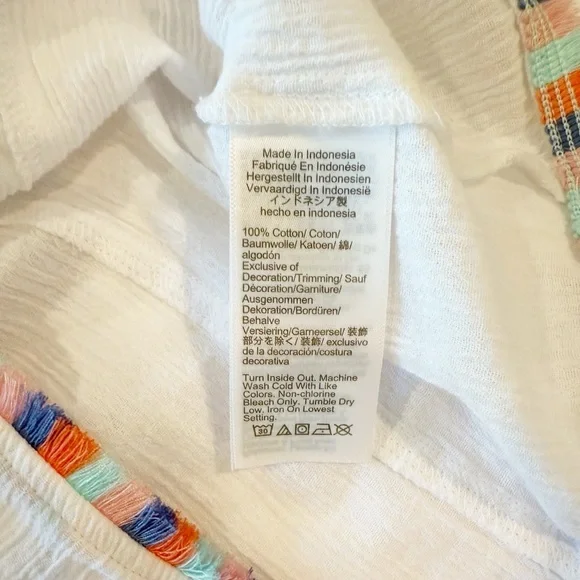 Made In Indonesia
Fabriqué En Indonésie
Hergestellt In Indonesien
Vervaardigd In Indonesië
インドネシア製
hecho en indonesia
100% Cotton/ Coton/
Baumwolle/ Katoen/ 綿/
algodón
Exclusive of
Decoration/Trimming/ Sauf
Décoration/Garniture/
Ausgenommen
Dekoration/Bordüren/
Behalve
Versiering/Garneersel/ 装飾
部分を除く/ 装飾/ exclusivo
de la decoración/costura
decorativa
Turn Inside Out. Machine
Wash Cold With Like
Colors. Non-chlorine
Bleach Only. Tumble Dry
Low. Iron On Lowest
Setting.
30